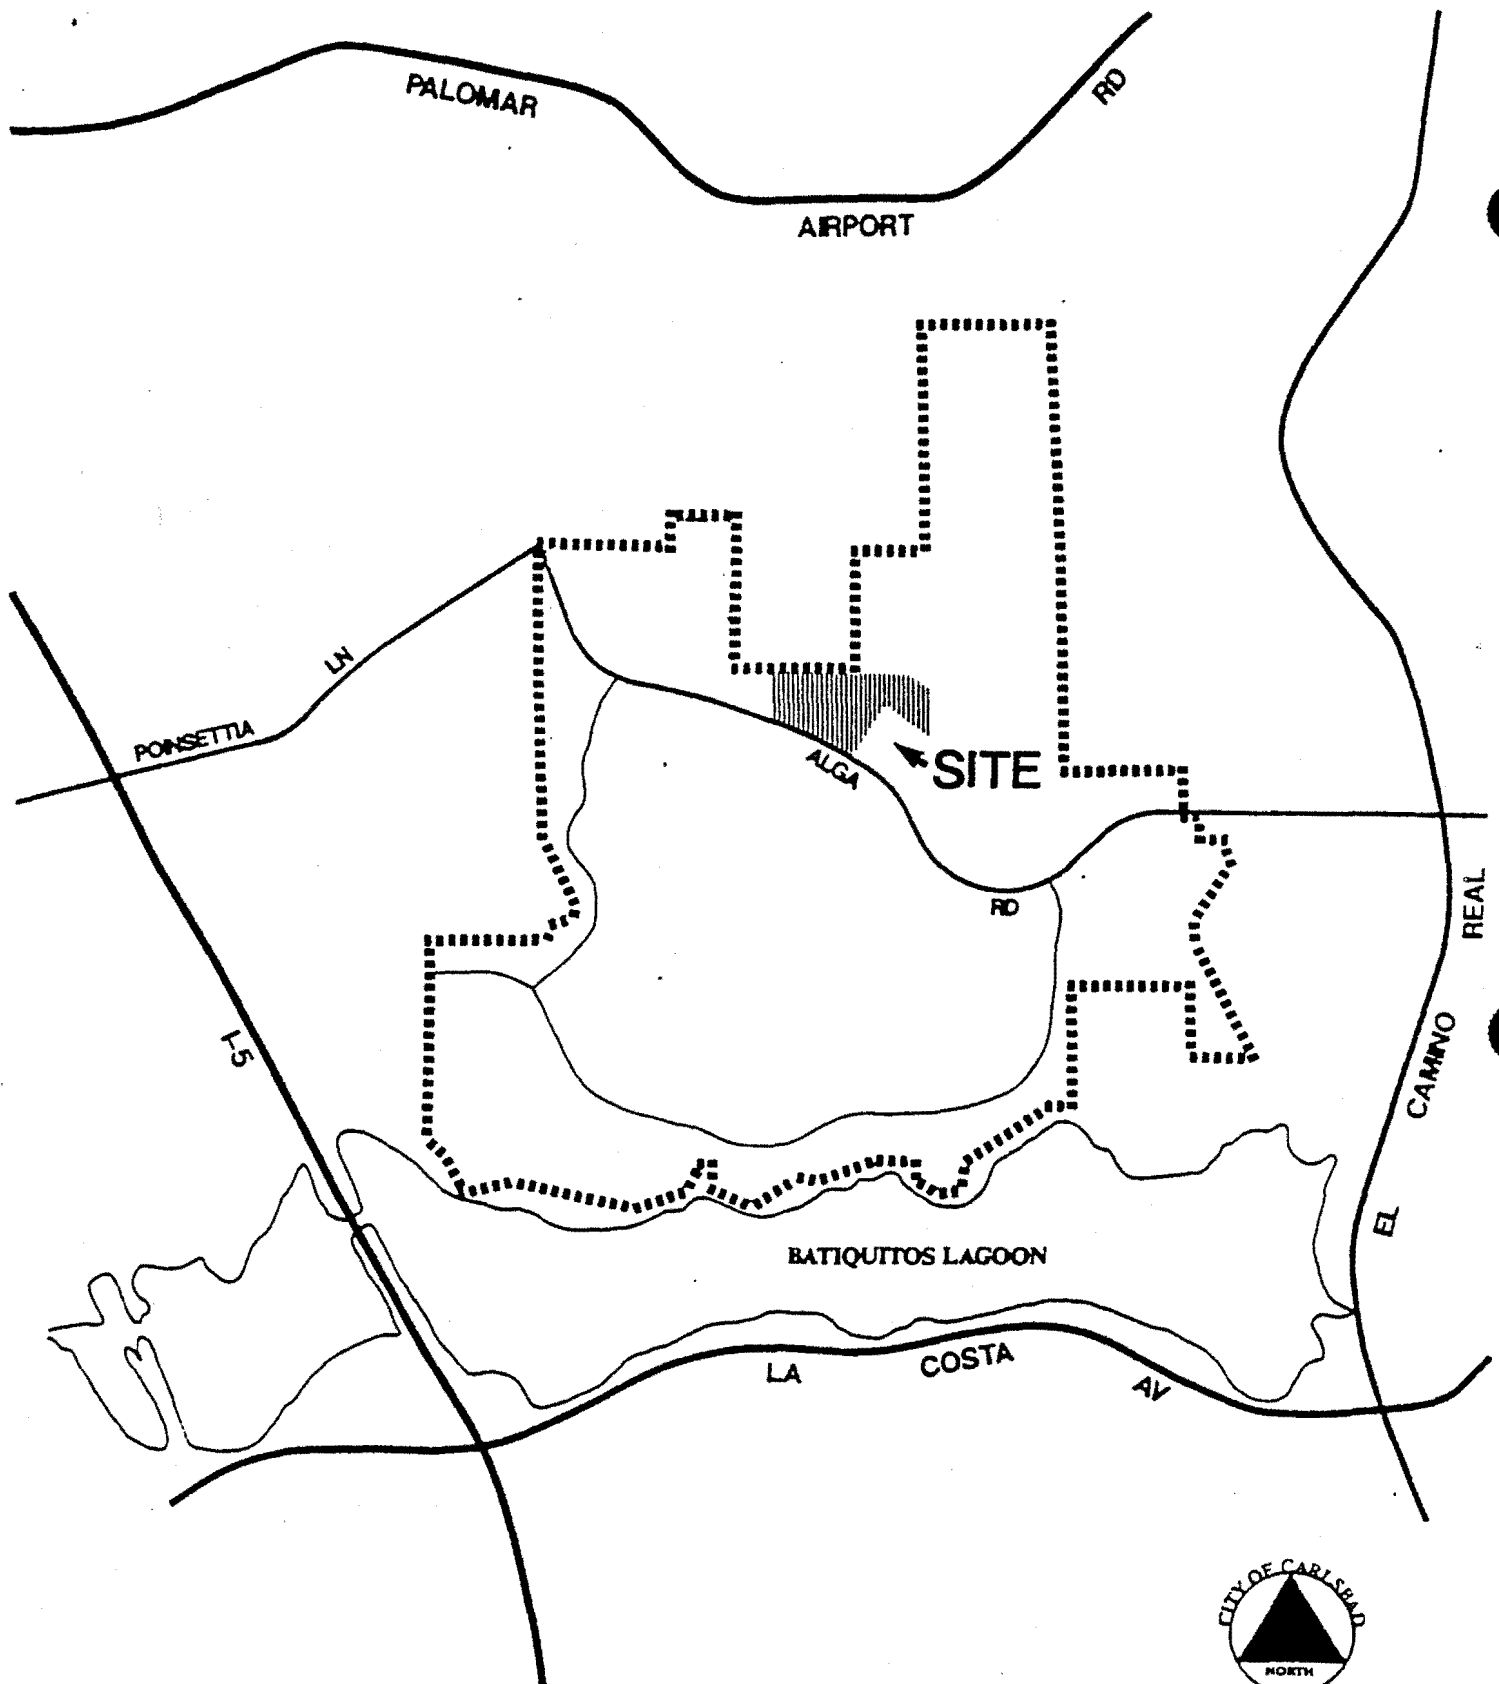 PALOMAR
RD
AIRPORT
LN
POINSETTIA
ALGA
SITE
RD
REAL
I-5
CAMINO
EL
BATIQUITOS LAGOON
LA
COSTA
AV
CITY OF CARLSBAD
NORTH